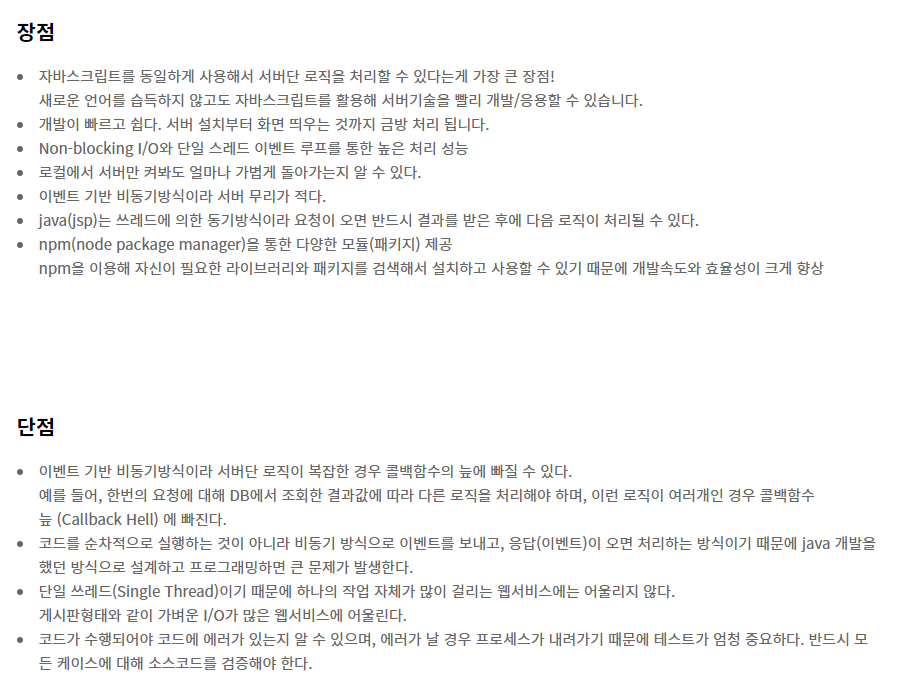 장점
자바스크립트를 동일하게 사용해서 서버단 로직을 처리할 수 있다는게 가장 큰 장점!
새로운 언어를 습득하지 않고도 자바스크립트를 활용해 서버기술을 빨리 개발/응용할 수 있습니다.
개발이 빠르고 쉽다. 서버 설치부터 화면 띄우는 것까지 금방 처리 됩니다.
Non-blocking I/O와 단일 스레드 이벤트 루프를 통한 높은 처리 성능
로컬에서 서버만 켜봐도 얼마나 가볍게 돌아가는지 알 수 있다.
이벤트 기반 비동기방식이라 서버 무리가 적다.
java(jsp)는 쓰레드에 의한 동기방식이라 요청이 오면 반드시 결과를 받은 후에 다음 로직이 처리될 수 있다.
npm(node package manager)을 통한 다양한 모듈(패키지) 제공
npm을 이용해 자신이 필요한 라이브러리와 패키지를 검색해서 설치하고 사용할 수 있기 때문에 개발속도와 효율성이 크게 향상
단점
이벤트 기반 비동기방식이라 서버단 로직이 복잡한 경우 콜백함수의 늪에 빠질 수 있다.
예를 들어, 한번의 요청에 대해 DB에서 조회한 결과값에 따라 다른 로직을 처리해야 하며, 이런 로직이 여러개인 경우 콜백함수
늪 (Callback Hell) 에 빠진다.
코드를 순차적으로 실행하는 것이 아니라 비동기 방식으로 이벤트를 보내고, 응답(이벤트)이 오면 처리하는 방식이기 때문에 java 개발을
했던 방식으로 설계하고 프로그래밍하면 큰 문제가 발생한다.
단일 쓰레드(Single Thread)이기 때문에 하나의 작업 자체가 많이 걸리는 웹서비스에는 어울리지 않다.
게시판형태와 같이 가벼운 I/O가 많은 웹서비스에 어울린다.
코드가 수행되어야 코드에 에러가 있는지 알 수 있으며, 에러가 날 경우 프로세스가 내려가기 때문에 테스트가 엄청 중요하다. 반드시 모
든 케이스에 대해 소스코드를 검증해야 한다.